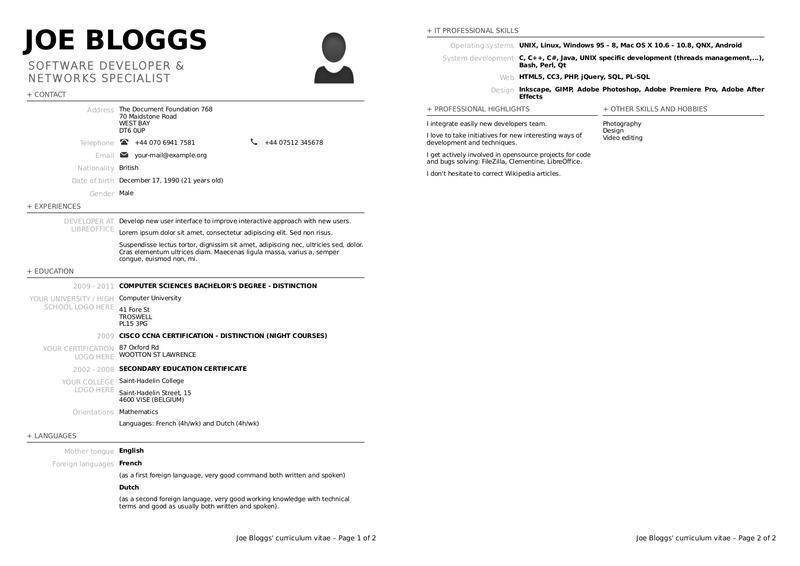 JOE BLOGGS
SOFTWARE DEVELOPER &
NETWORKS SPECIALIST
+ CONTACT
Address The Document Foundation 768
70 Maidstone Road
WEST BAY
DT6 0UP
Telephone +44 070 6941 7581 +44 07512 345678
Email your-mail@example.org
Nationality British
Date of birth December 17, 1990 (21 years old)
Gender Male
+ EXPERIENCES
DEVELOPER AT LIBREOFFICE Develop new user interface to improve interactive approach with new users.
Lorem ipsum dolor sit amet, consectetur adipiscing elit. Sed non risus.
Suspendisse lectus tortor, dignissim sit amet, adipiscing nec, ultricies sed, dolor.
Cras elementum ultrices diam. Maecenas ligula massa, varius a, semper
congue, euismod non, mi.
+ EDUCATION
2009 - 2011 COMPUTER SCIENCES BACHELOR'S DEGREE - DISTINCTION
YOUR UNIVERSITY / HIGH SCHOOL LOGO HERE Computer University
41 Fore St
TROSWELL
PL15 3PG
2009 CISCO CCNA CERTIFICATION - DISTINCTION (NIGHT COURSES)
YOUR CERTIFICATION LOGO HERE 87 Oxford Rd
WOOTTON ST LAWRENCE
2002 - 2008 SECONDARY EDUCATION CERTIFICATE
YOUR COLLEGE LOGO HERE Saint-Hadelin College
Saint-Hadelin Street, 15
4600 VISE (BELGIUM)
Orientations Mathematics
Languages: French (4h/wk) and Dutch (4h/wk)
+ LANGUAGES
Mother tongue English
Foreign languages French
(as a first foreign language, very good command both written and spoken)
Dutch
(as a second foreign language, very good working knowledge with technical
terms and good as usually both written and spoken).
Joe Bloggs' curriculum vitae – Page 1 of 2
+ IT PROFESSIONAL SKILLS
Operating systems UNIX, Linux, Windows 95 – 8, Mac OS X 10.6 – 10.8, QNX, Android
System development C, C++, C#, Java, UNIX specific development (threads management,...),
Bash, Perl, Qt
Web HTML5, CC3, PHP, jQuery, SQL, PL-SQL
Design Inkscape, GIMP, Adobe Photoshop, Adobe Premiere Pro, Adobe After
Effects
+ PROFESSIONAL HIGHLIGHTS
I integrate easily new developers team.
I love to take initiatives for new interesting ways of
development and techniques.
I get actively involved in opensource projects for code
and bugs solving: FileZilla, Clementine, LibreOffice.
I don't hesitate to correct Wikipedia articles.
+ OTHER SKILLS AND HOBBIES
Photography
Design
Video editing
Joe Bloggs' curriculum vitae – Page 2 of 2